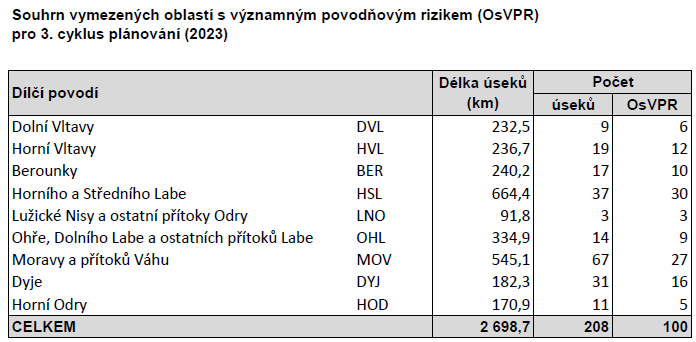 Souhrn vymezených oblastí s významným povodňovým rizikem (OsVPR)
pro 3. cyklus plánování (2023)
Dílčí povodí Délka úseků (km) Počet
úseků OsVPR
Dolní Vltavy DVL 232,5 9 6
Horní Vltavy HVL 236,7 19 12
Berounky BER 240,2 17 10
Horního a Středního Labe HSL 664,4 37 30
Lužické Nisy a ostatní přítoky Odry LNO 91,8 3 3
Ohře, Dolního Labe a ostatních přítoků Labe OHL 334,9 14 9
Moravy a přítoků Váhu MOV 545,1 67 27
Dyje DYJ 182,3 31 16
Horní Odry HOD 170,9 11 5
CELKEM 2 698,7 208 100